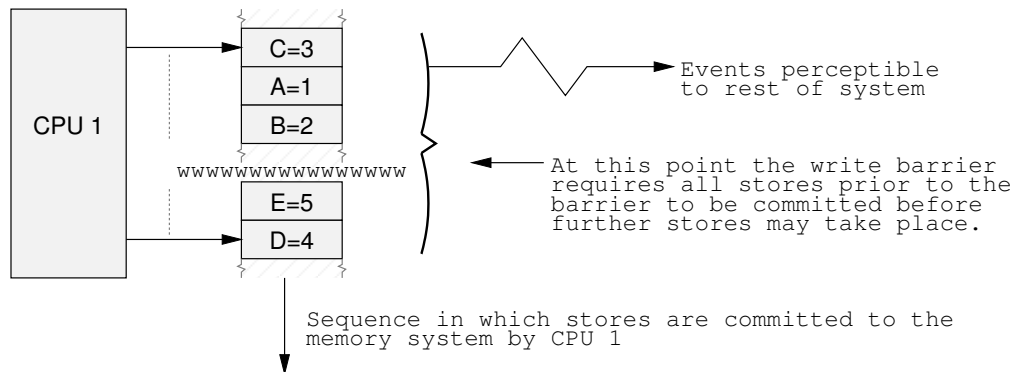 CPU 1
C=3
A=1
B=2
wwwwwwwwwwwwwwww
E=5
D=4
Events perceptible
to rest of system
At this point the write barrier
requires all stores prior to the
barrier to be committed before
further stores may take place.
Sequence in which stores are committed to the
memory system by CPU 1